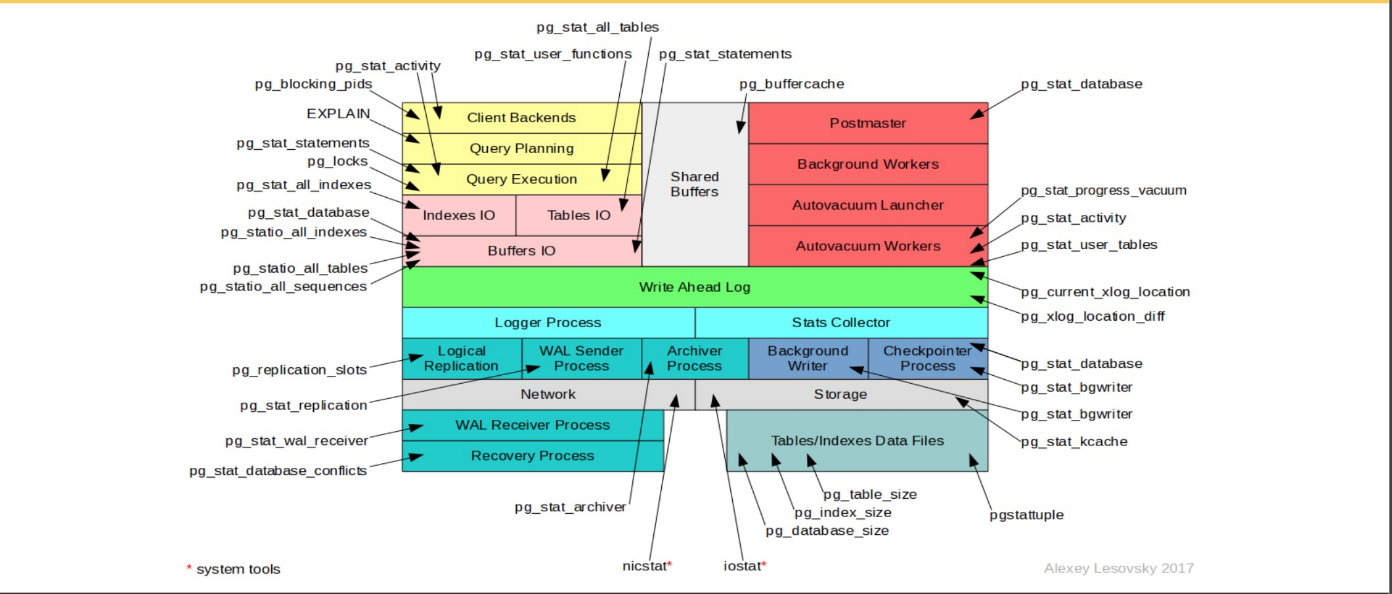 pg_stat_all_tables
pg_stat_user_functions
pg_stat_statements
pg_stat_activity
pg_blocking_pids
pg_buffercache
pg_stat_database
EXPLAIN
Client Backends
Postmaster
pg_stat_statements
Query Planning
pg_locks
Background Workers
Query Execution
Shared
Buffers
pg_stat_all_indexes
pg_stat_progress_vacuum
Indexes IO
Tables IO
Autovacuum Launcher
pg_stat_database
pg_stat_activity
pg_statio_all_indexes
Buffers IO
Autovacuum Workers
pg_stat_user_tables
pg_statio_all_tables
pg_statio_all_sequences
Write Ahead Log
pg_current_xlog_location
pg_xlog_location_diff
Logger Process
Stats Collector
Logical
Replication
WAL Sender
Process
Archiver
Process
Background
Writer
Checkpointer
Process
pg_replication_slots
pg_stat_database
pg_stat_bgwriter
Network
Storage
pg_stat_replication
pg_stat_bgwriter
WAL Receiver Process
pg_stat_wal_receiver
Tables/Indexes Data Files
pg_stat_kcache
Recovery Process
pg_stat_database_conflicts
pg_table_size
pg_stat_archiver
pg_index_size
pgstattuple
pg_database_size
* system tools
nicstat*
iostat*
Alexey Lesovsky 2017